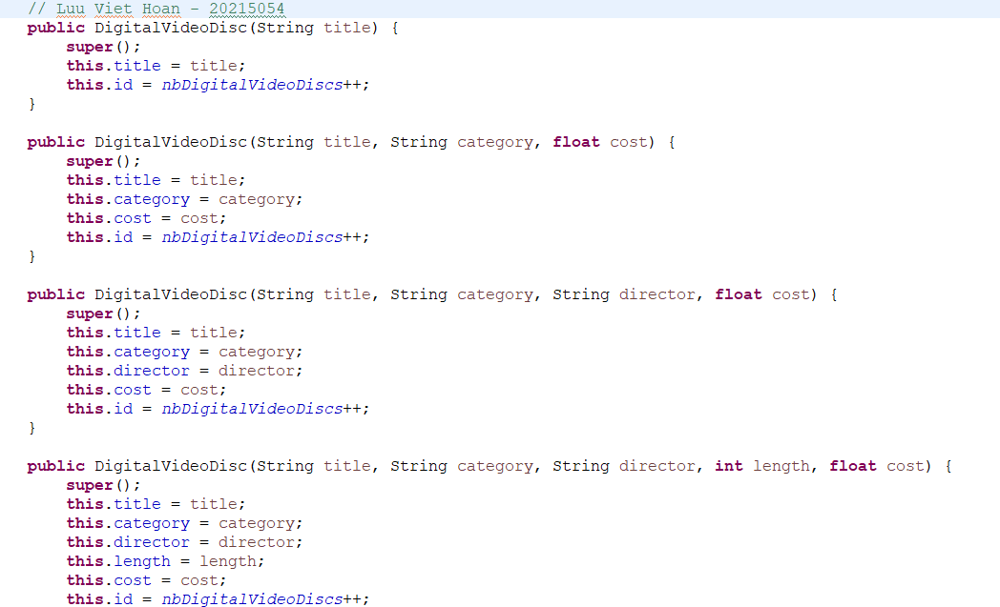 // Luu Viet Hoan - 20215054
public DigitalVideoDisc(String title) {
    super();
    this.title = title;
    this.id = nbDigitalVideoDiscs++;
}

public DigitalVideoDisc(String title, String category, float cost) {
    super();
    this.title = title;
    this.category = category;
    this.cost = cost;
    this.id = nbDigitalVideoDiscs++;
}

public DigitalVideoDisc(String title, String category, String director, float cost) {
    super();
    this.title = title;
    this.category = category;
    this.director = director;
    this.cost = cost;
    this.id = nbDigitalVideoDiscs++;
}

public DigitalVideoDisc(String title, String category, String director, int length, float cost) {
    super();
    this.title = title;
    this.category = category;
    this.director = director;
    this.length = length;
    this.cost = cost;
    this.id = nbDigitalVideoDiscs++;